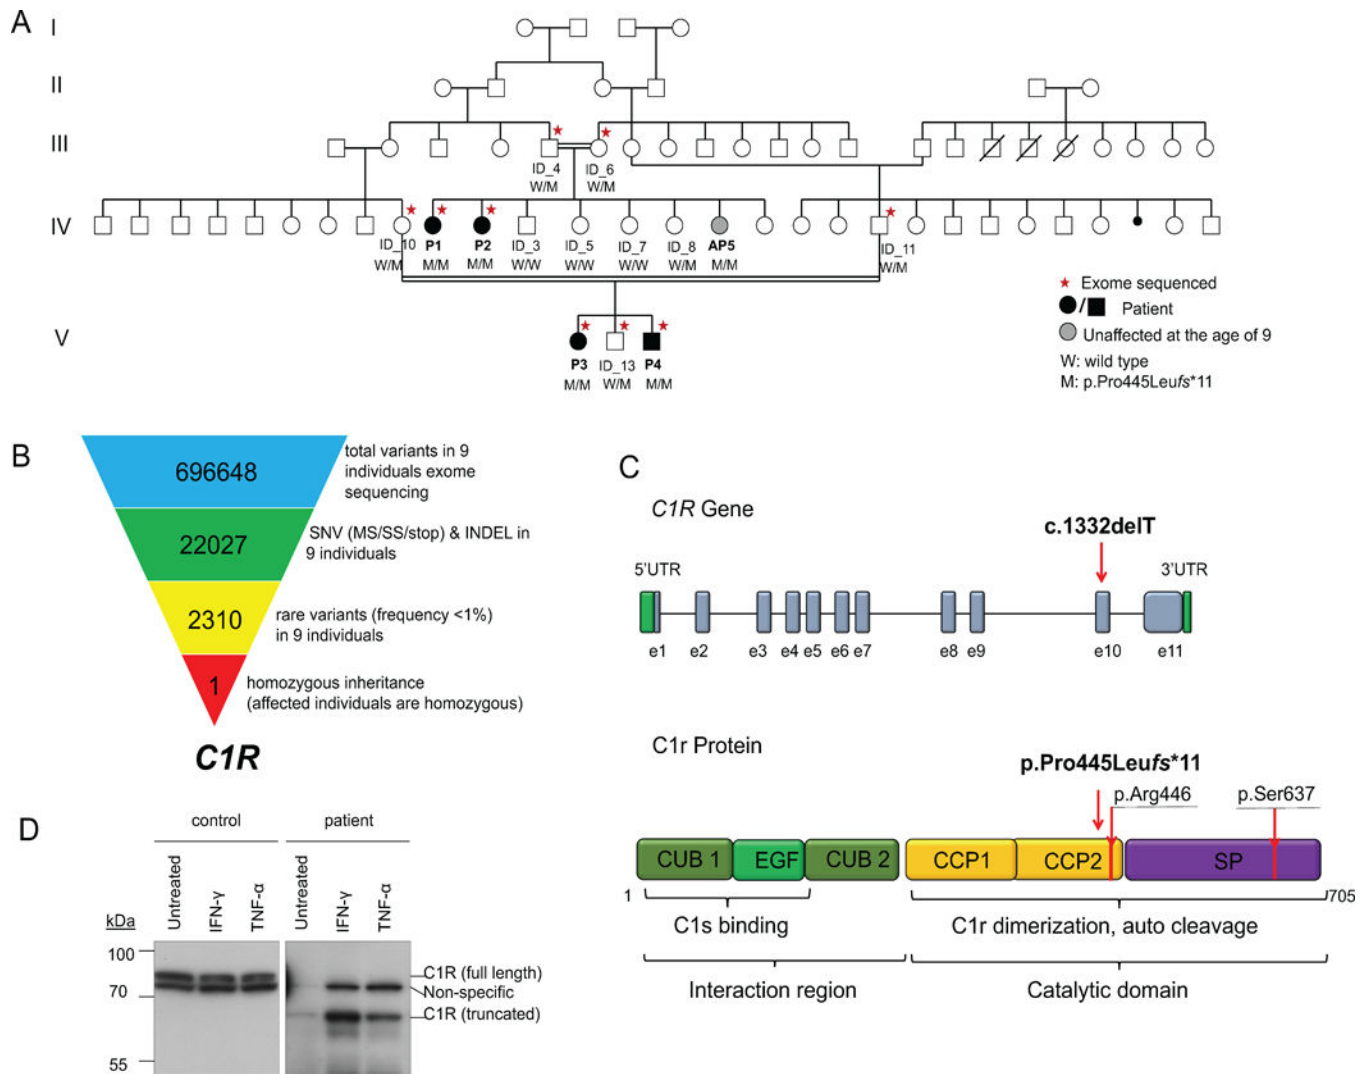 A
I
II
III
IV
V
ID_4
W/M
ID_6
W/M
ID_10
W/M
P1
M/M
P2
M/M
ID_3
W/W
ID_5
W/W
ID_7
W/W
ID_8
W/M
AP5
M/M
ID_11
W/M
P3
M/M
ID_13
W/M
P4
M/M
Exome sequenced
/
Patient
Unaffected at the age of 9
W: wild type
M: p.Pro445Leufs*11
B
696648
total variants in 9
individuals exome
sequencing
22027
SNV (MS/SS/stop) & INDEL in
9 individuals
2310
rare variants (frequency <1%)
in 9 individuals
1
homozygous inheritance
(affected individuals are homozygous)
C1R
C
C1R Gene
c.1332delT
5'UTR
3'UTR
e1 e2 e3 e4 e5 e6 e7 e8 e9 e10 e11
C1r Protein
p.Pro445Leufs*11
p.Arg446
p.Ser637
CUB 1 EGF CUB 2 CCP1 CCP2 SP
1
705
C1s binding
C1r dimerization, auto cleavage
Interaction region
Catalytic domain
D
control patient
kDa
Untreated
IFN-γ
TNF-α
Untreated
IFN-γ
TNF-α
100
70
55
C1R (full length)
Non-specific
C1R (truncated)